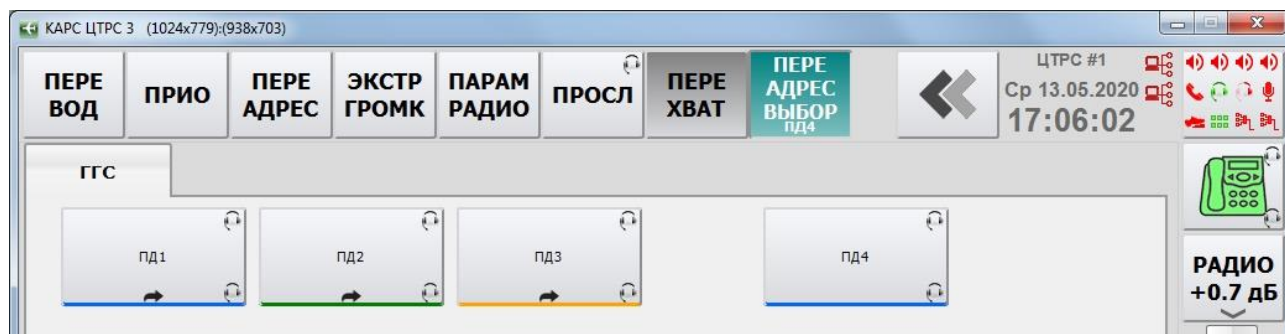 КАРС ЦТРС 3 (1024x779):(938x703)
ПЕРЕ
ВОД
ПРИО
ПЕРЕ
АДРЕС
ЭКСТР
ГРОМК
ПАРАМ
РАДИО
ПРОСЛ
ПЕРЕ
ХВАТ
ПЕРЕ
АДРЕС
ВЫБОР
ПД4
ЦТРС #1
Ср 13.05.2020
17:06:02
ГГС
ПД1
ПД2
ПД3
ПД4
РАДИО
+0.7 дБ